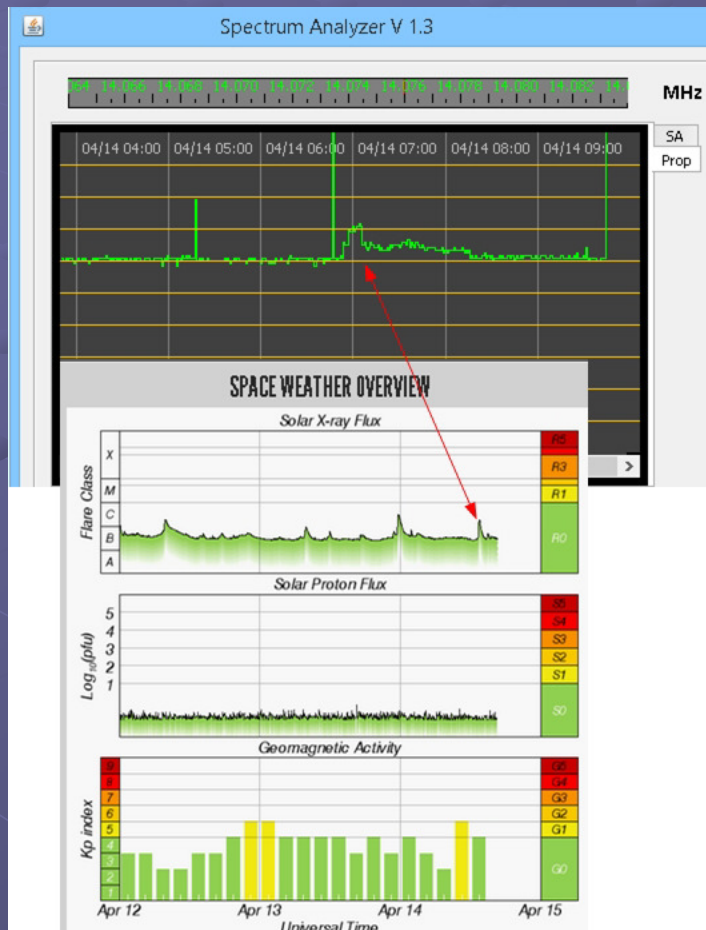 Spectrum Analyzer V 1.3
064 14.066 14.068 14.070 14.072 14.074 14.076 14.078 14.080 14.082 14.0
MHz
SA
Prop
04/14 04:00 04/14 05:00 04/14 06:00 04/14 07:00 04/14 08:00 04/14 09:00
SPACE WEATHER OVERVIEW
Solar X-ray Flux
Flare Class
X
M
C
B
A
R5
R3
R1
R0
Solar Proton Flux
Log₁₀(pfu)
5
4
3
2
1
S5
S4
S3
S2
S1
S0
Geomagnetic Activity
Kp index
9
8
7
6
5
4
3
2
1
G5
G4
G3
G2
G1
G0
Apr 12 Apr 13 Apr 14 Apr 15
Universal Time